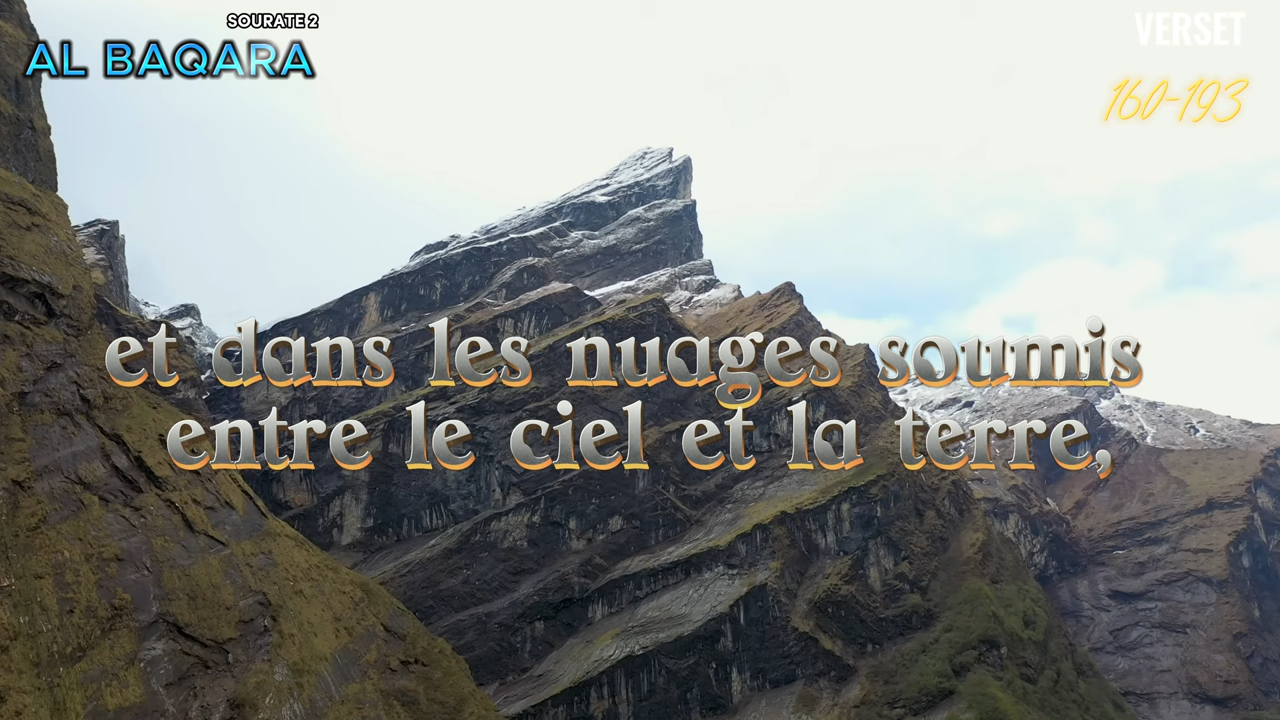 SOURATE 2
AL BAQARA
VERSET
160-193
et dans les nuages soumis
entre le ciel et la terre,